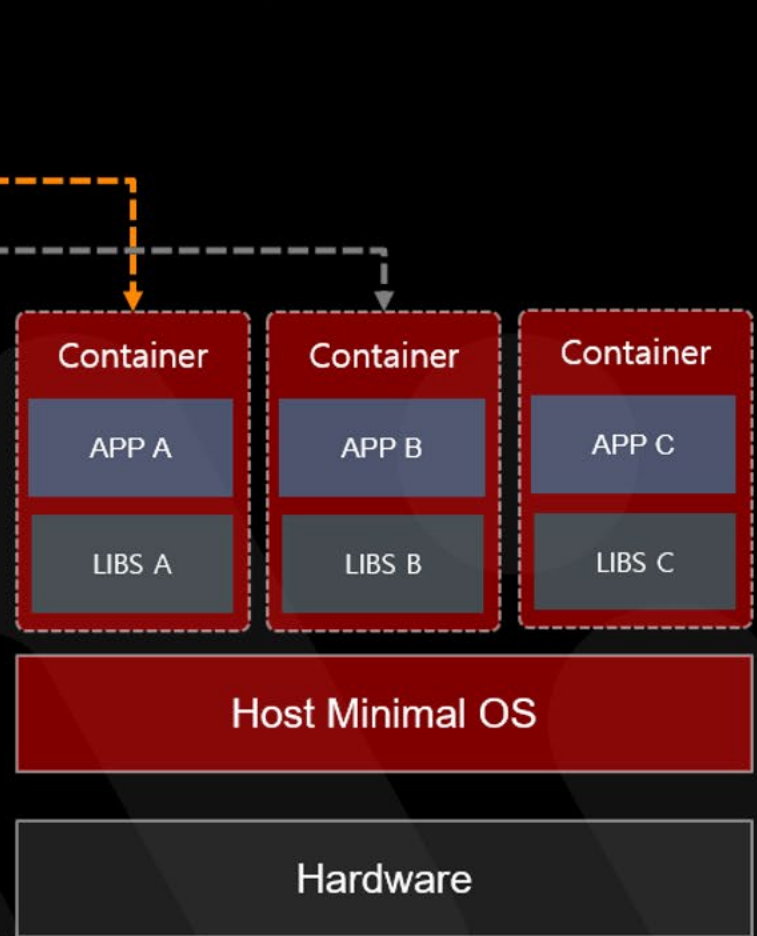 Container
Container
Container
APP A
APP B
APP C
LIBS A
LIBS B
LIBS C
Host Minimal OS
Hardware